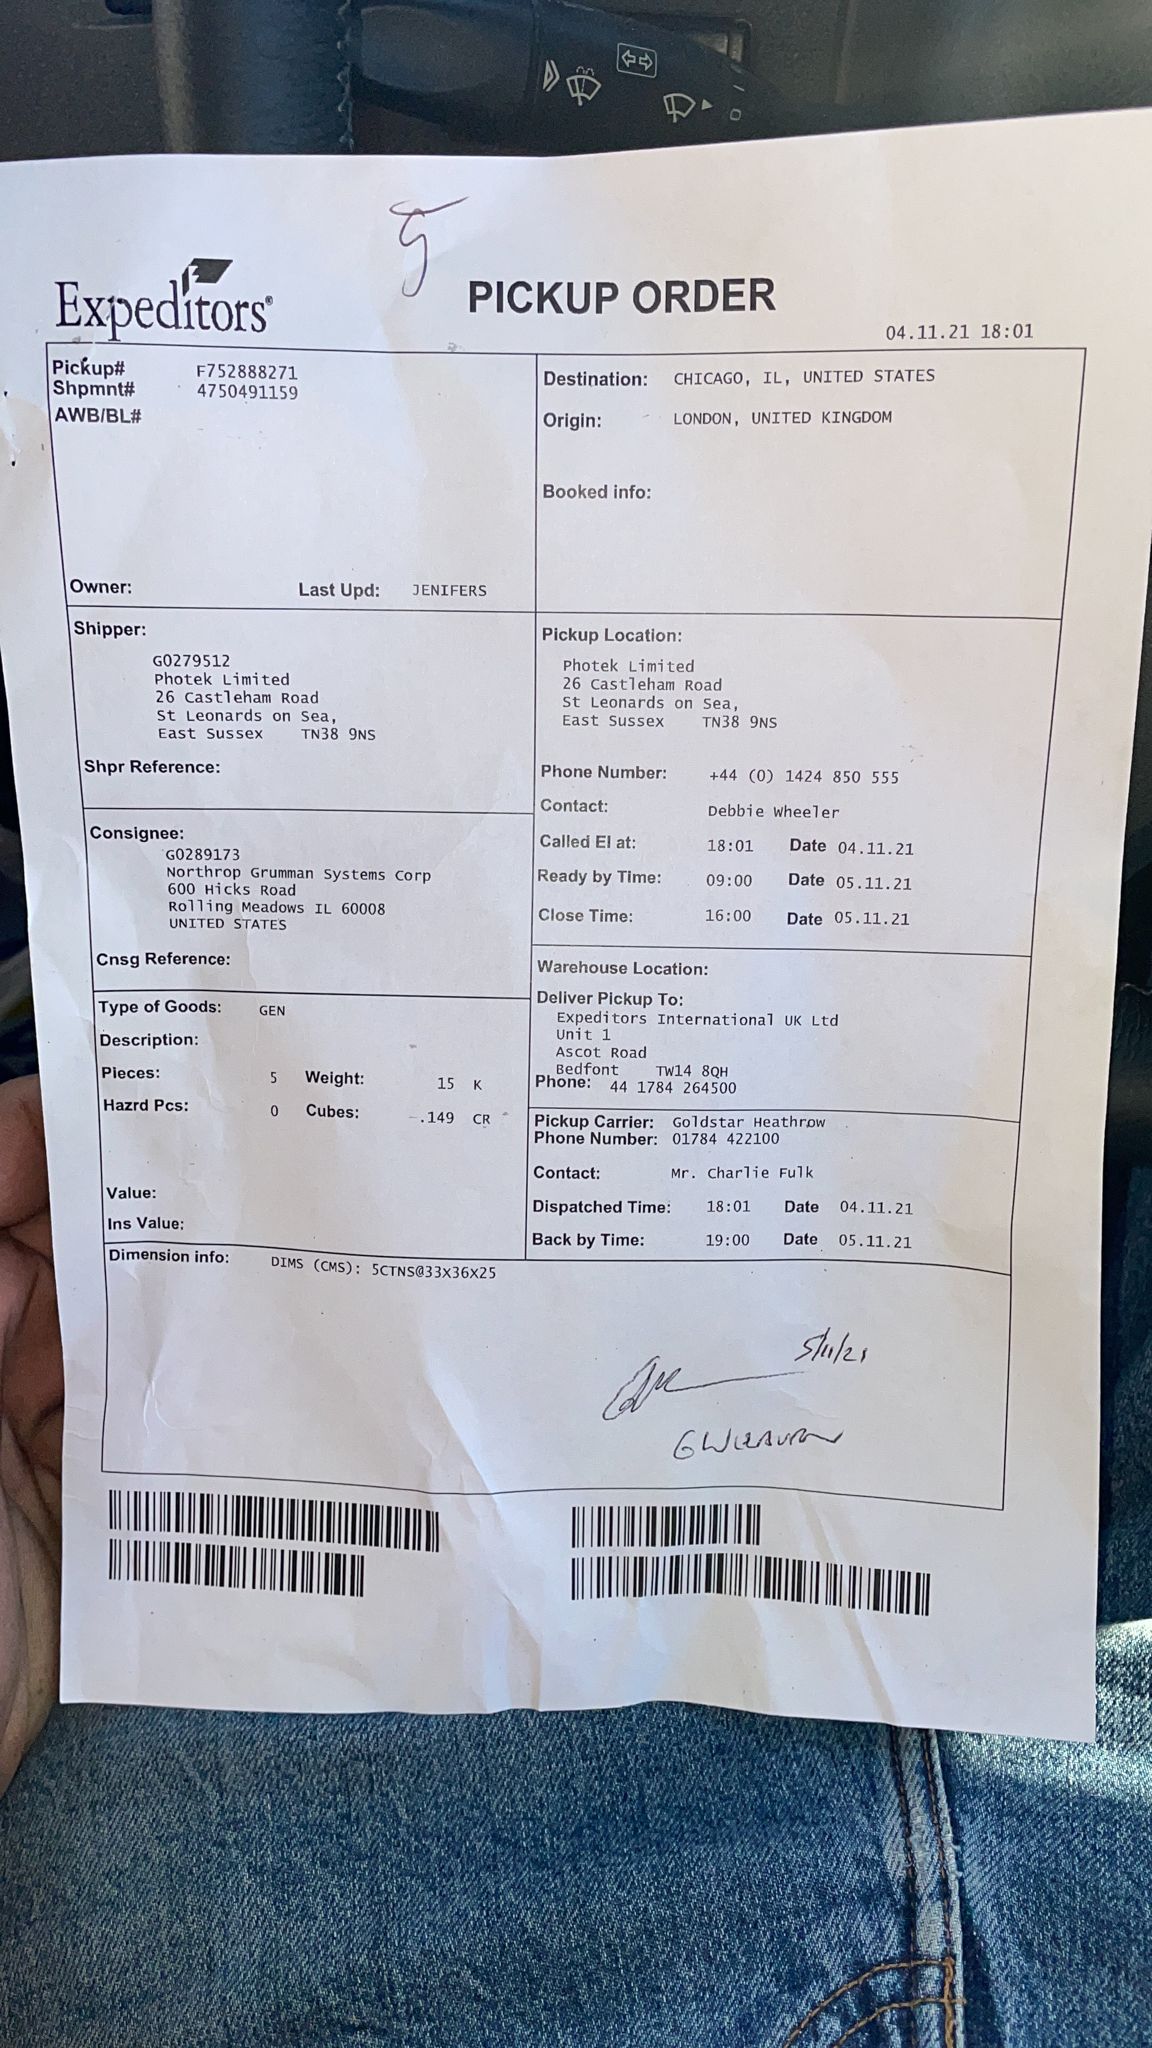 5
Expeditors®
PICKUP ORDER
04.11.21 18:01
Pickup# F752888271
Shpmnt# 4750491159
AWB/BL#
Owner: Last Upd: JENIFERS
Destination: CHICAGO, IL, UNITED STATES
Origin: LONDON, UNITED KINGDOM
Booked info:
Shipper:
G0279512
Photek Limited
26 Castleham Road
St Leonards on Sea,
East Sussex TN38 9NS
Shpr Reference:
Pickup Location:
Photek Limited
26 Castleham Road
St Leonards on Sea,
East Sussex TN38 9NS
Phone Number: +44 (0) 1424 850 555
Contact: Debbie Wheeler
Called EI at: 18:01 Date 04.11.21
Ready by Time: 09:00 Date 05.11.21
Close Time: 16:00 Date 05.11.21
Consignee:
G0289173
Northrop Grumman Systems Corp
600 Hicks Road
Rolling Meadows IL 60008
UNITED STATES
Cnsg Reference:
Warehouse Location:
Deliver Pickup To:
Expeditors International UK Ltd
Unit 1
Ascot Road
Bedfont TW14 8QH
Phone: 44 1784 264500
Type of Goods: GEN
Description:
Pieces: 5 Weight: 15 K
Hazrd Pcs: 0 Cubes: .149 CR
Value:
Ins Value:
Pickup Carrier: Goldstar Heathrow
Phone Number: 01784 422100
Contact: Mr. Charlie Fulk
Dispatched Time: 18:01 Date 04.11.21
Back by Time: 19:00 Date 05.11.21
Dimension info: DIMS (CMS): 5CTNS@33X36X25
5/11/21